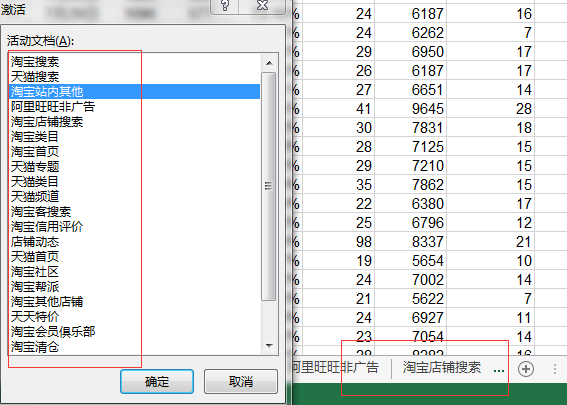 激活
?
活动文档(A):
淘宝搜索
天猫搜索
淘宝站内其他
阿里旺旺非广告
淘宝店铺搜索
淘宝类目
淘宝首页
天猫专题
天猫类目
天猫频道
淘宝客搜索
淘宝信用评价
店铺动态
天猫首页
淘宝社区
淘宝帮派
淘宝其他店铺
天天特价
淘宝会员俱乐部
淘宝清仓
确定 取消
% 24 6187 16
% 24 6262 7
% 29 6950 17
% 26 6187 17
% 27 6651 14
% 41 9645 28
% 30 7831 18
% 28 7125 15
% 29 7210 15
% 35 7862 15
% 22 6380 17
% 25 6796 12
% 98 8337 21
% 19 5654 10
% 24 7002 14
% 21 5622 7
% 24 6927 11
% 23 7054 14
阿里旺旺非广告 淘宝店铺搜索 ...